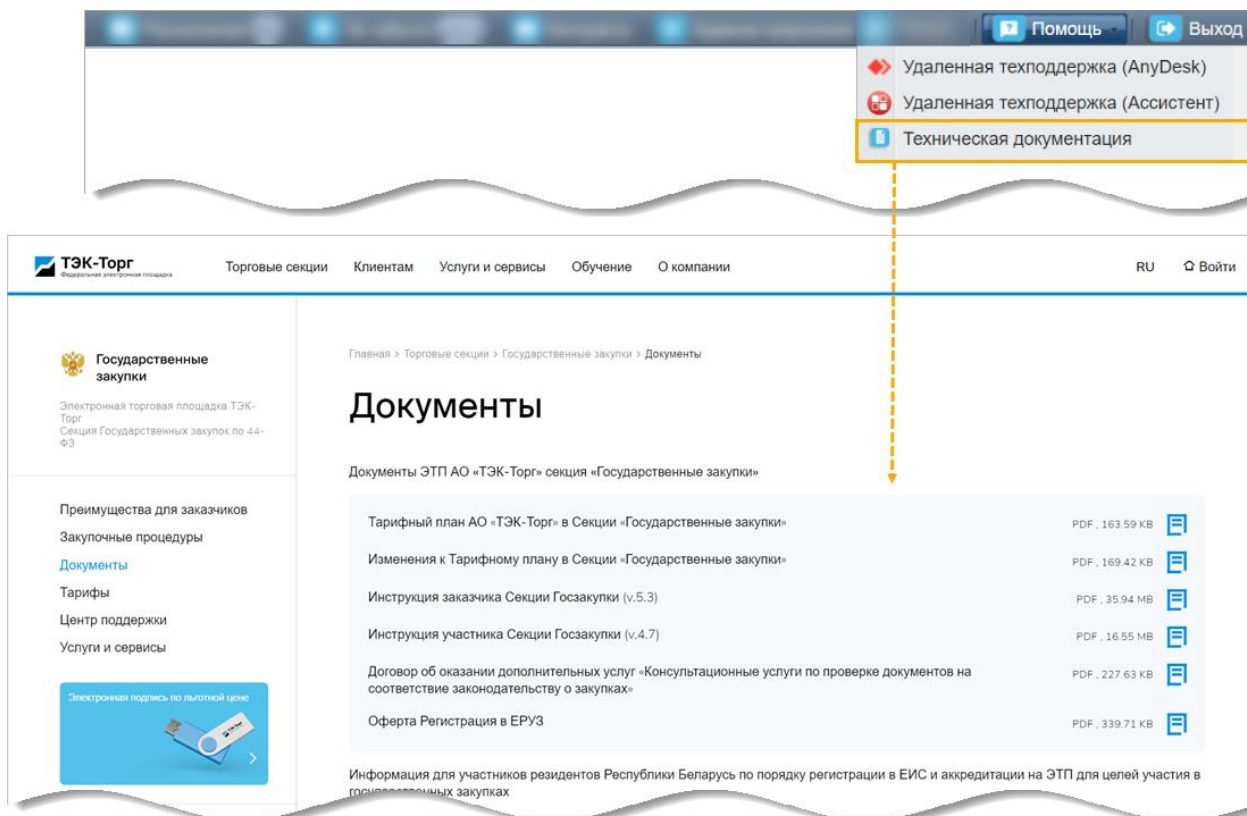 Помощь
Выход
Удаленная техподдержка (AnyDesk)
Удаленная техподдержка (Ассистент)
Техническая документация
ТЭК-Торг
Федеральная электронная площадка
Торговые секции
Клиентам
Услуги и сервисы
Обучение
О компании
RU
Войти
Государственные
закупки
Электронная торговая площадка ТЭК-
Торг
Секция Государственных закупок по 44-
ФЗ
Преимущества для заказчиков
Закупочные процедуры
Документы
Тарифы
Центр поддержки
Услуги и сервисы
Электронная подпись по льготной цене
ТЭК-Торг
Главная > Торговые секции > Государственные закупки > Документы
Документы
Документы ЭТП АО «ТЭК-Торг» секция «Государственные закупки»
Тарифный план АО «ТЭК-Торг» в Секции «Государственные закупки»
PDF , 163.59 KB
Изменения к Тарифному плану в Секции «Государственные закупки»
PDF , 169.42 KB
Инструкция заказчика Секции Госзакупки (v.5.3)
PDF , 35.94 MB
Инструкция участника Секции Госзакупки (v.4.7)
PDF , 16.55 MB
Договор об оказании дополнительных услуг «Консультационные услуги по проверке документов на
соответствие законодательству о закупках»
PDF , 227.63 KB
Оферта Регистрация в ЕРУЗ
PDF , 339.71 KB
Информация для участников резидентов Республики Беларусь по порядку регистрации в ЕИС и аккредитации на ЭТП для целей участия в
государственных закупках